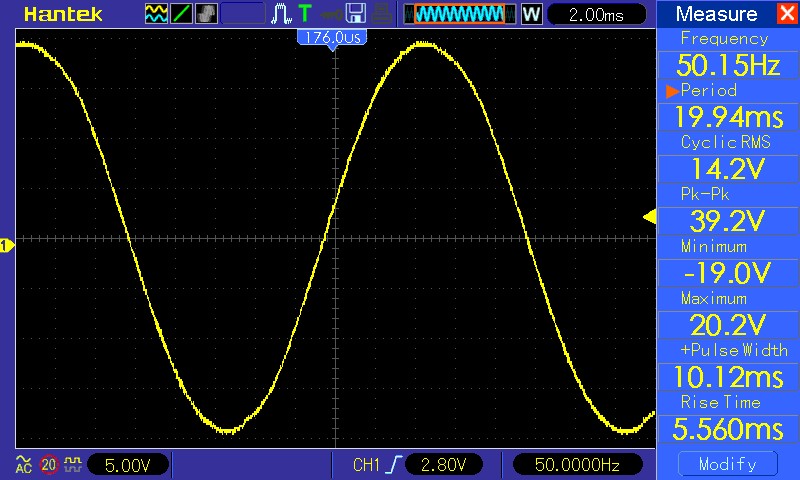 Hantek T W 2.00ms Measure
176.0us
Frequency
50.15Hz
Period
19.94ms
Cyclic RMS
14.2V
Pk-Pk
39.2V
Minimum
-19.0V
Maximum
20.2V
+Pulse Width
10.12ms
Rise Time
5.560ms
1
AC 20 5.00V CH1 2.80V 50.0000Hz Modify